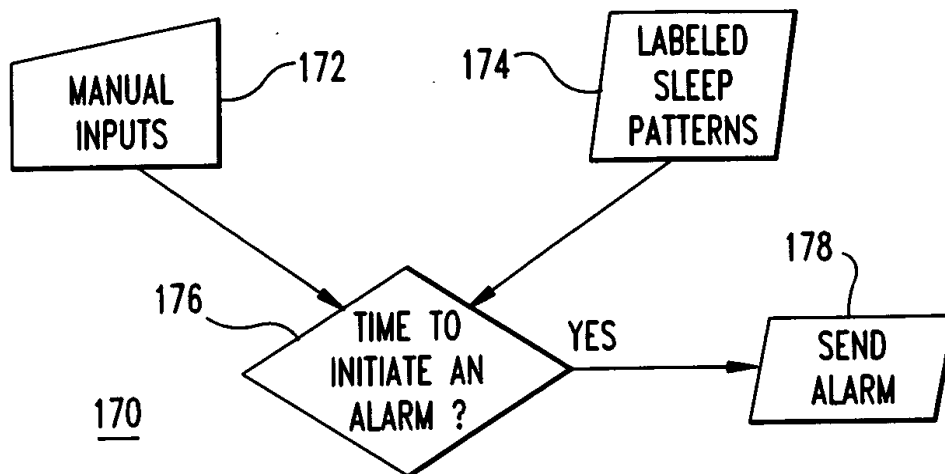 MANUAL
INPUTS
172
174
LABELED
SLEEP
PATTERNS
176
TIME TO
INITIATE AN
ALARM ?
YES
178
SEND
ALARM
170